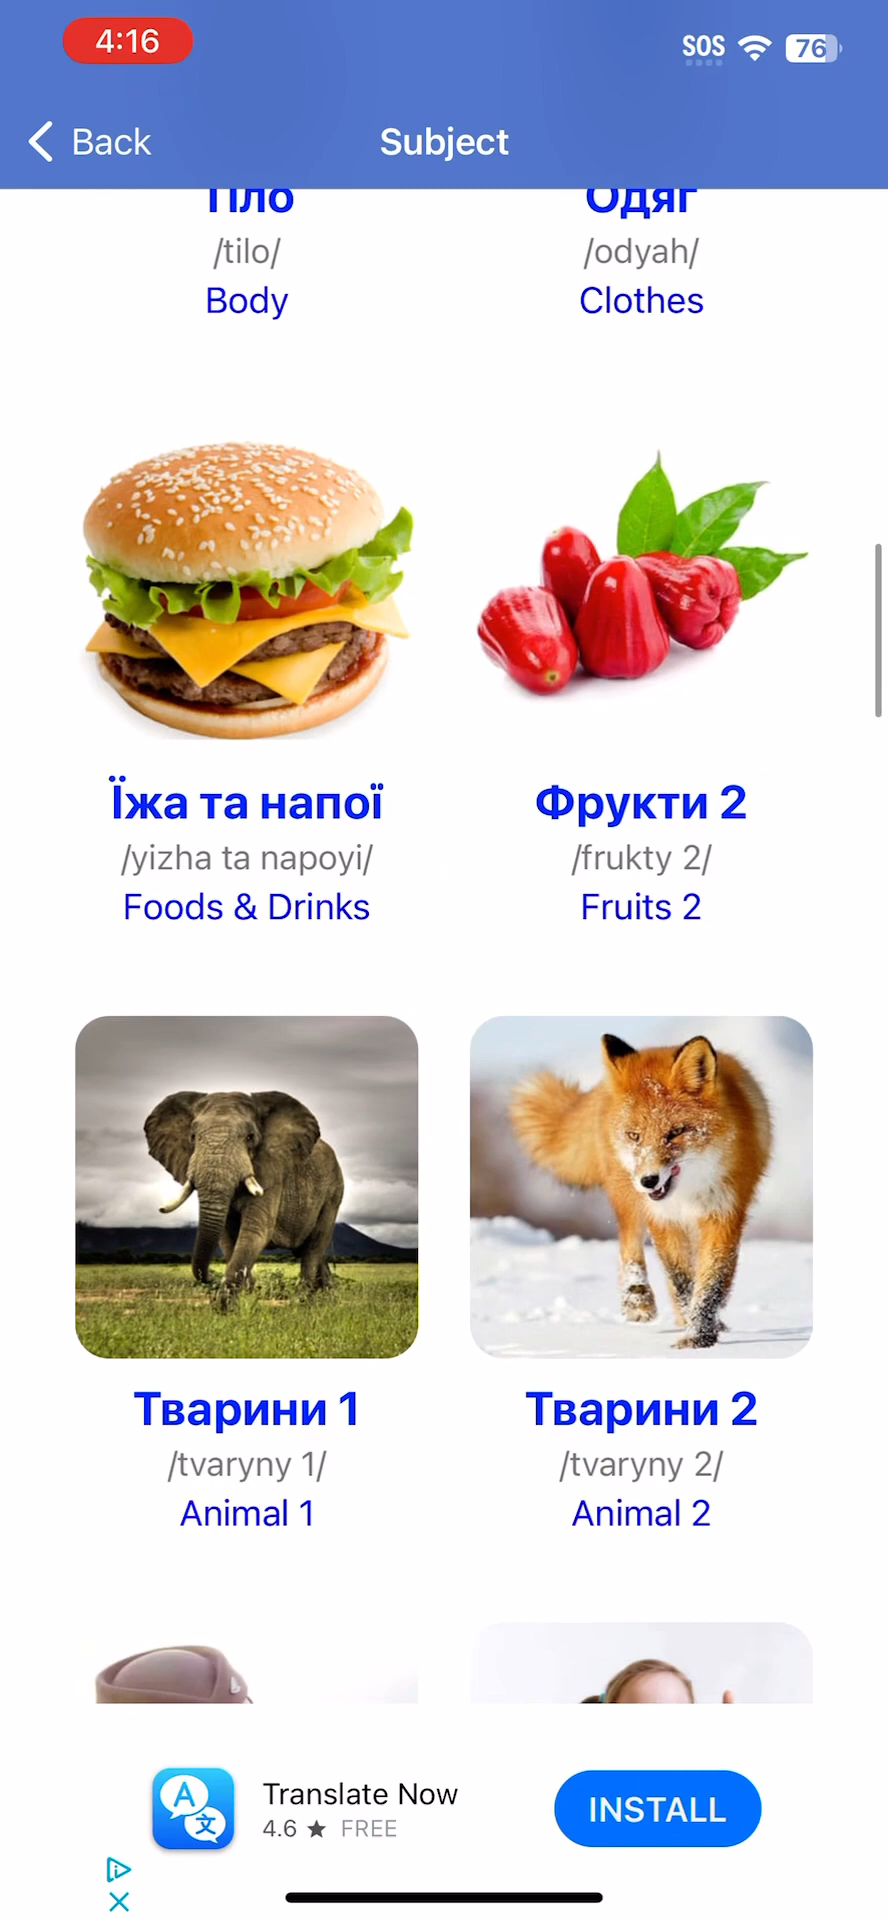 4:16
SOS
76
Back
Subject
Тіло
Одяг
/tilo/
/odyah/
Body
Clothes
Їжа та напої
Фрукти 2
/yizha ta napoyi/
/frukty 2/
Foods & Drinks
Fruits 2
Тварини 1
Тварини 2
/tvaryny 1/
/tvaryny 2/
Animal 1
Animal 2
Translate Now
4.6 ★ FREE
INSTALL